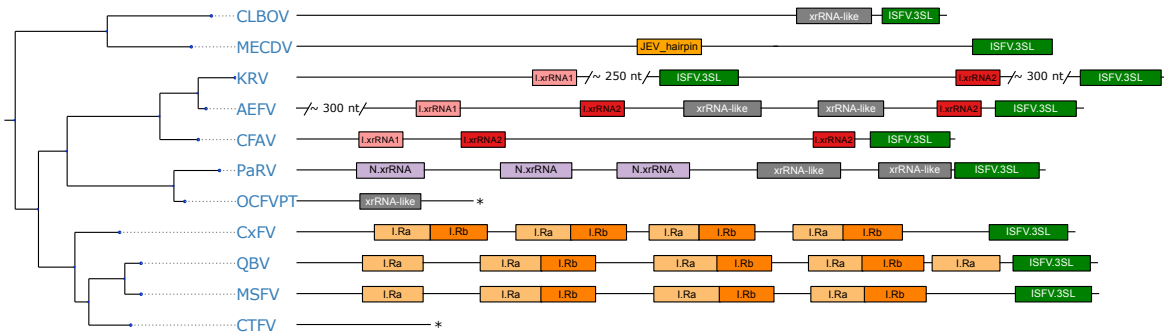 CLBOV xrRNA-like ISFV.3SL
MECDV JEV_hairpin ISFV.3SL
KRV I.xrRNA1 ~ 250 nt ISFV.3SL I.xrRNA2 ~ 300 nt ISFV.3SL
AEFV ~ 300 nt I.xrRNA1 I.xrRNA2 xrRNA-like xrRNA-like I.xrRNA2 ISFV.3SL
CFAV I.xrRNA1 I.xrRNA2 I.xrRNA2 ISFV.3SL
PaRV N.xrRNA N.xrRNA N.xrRNA xrRNA-like xrRNA-like ISFV.3SL
OCFVPT xrRNA-like *
CxFV I.Ra I.Rb I.Ra I.Rb I.Ra I.Rb I.Ra I.Rb ISFV.3SL
QBV I.Ra I.Ra I.Rb I.Ra I.Rb I.Ra I.Rb I.Ra ISFV.3SL
MSFV I.Ra I.Ra I.Rb I.Ra I.Rb I.Ra I.Rb ISFV.3SL
CTFV *